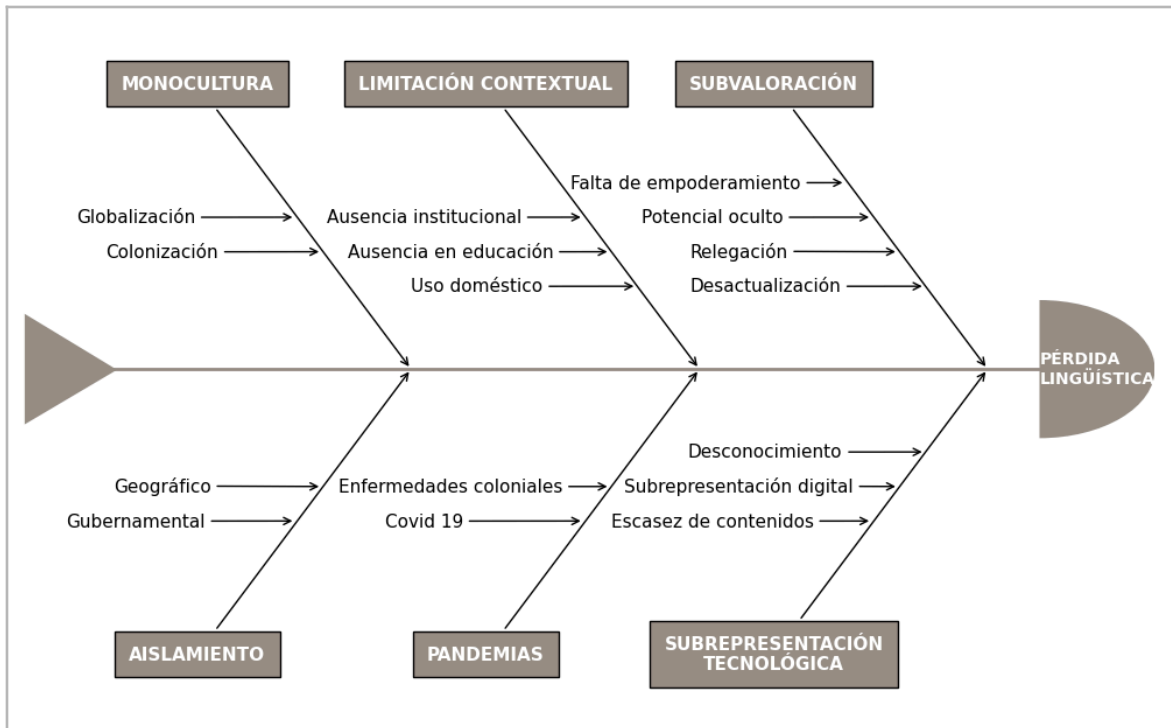 MONOCULTURA
LIMITACIÓN CONTEXTUAL
SUBVALORACIÓN
Falta de empoderamiento
Globalización
Ausencia institucional
Potencial oculto
Colonización
Ausencia en educación
Relegación
Uso doméstico
Desactualización
PÉRDIDA
LINGÜÍSTICA
Desconocimiento
Geográfico
Enfermedades coloniales
Subrepresentación digital
Gubernamental
Covid 19
Escasez de contenidos
AISLAMIENTO
PANDEMIAS
SUBREPRESENTACIÓN
TECNOLÓGICA